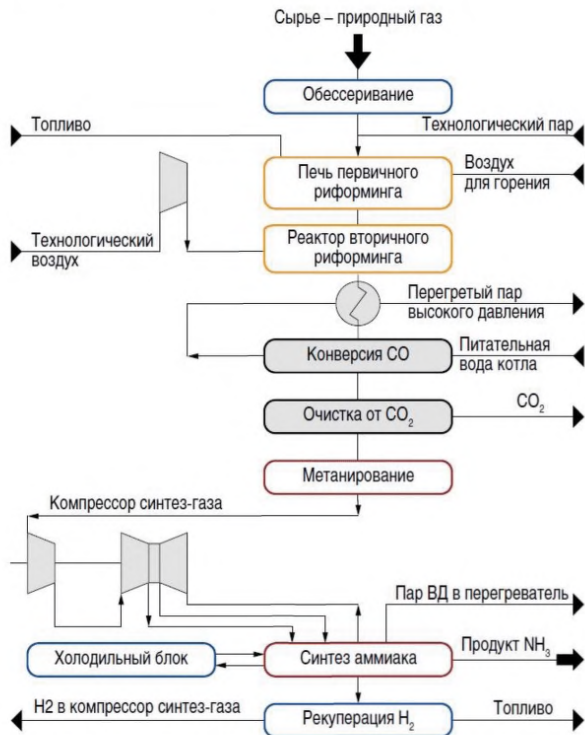 Сырье – природный газ
Обессеривание
Топливо
Технологический пар
Печь первичного
риформинга
Воздух
для горения
Технологический
воздух
Реактор вторичного
риформинга
Перегретый пар
высокого давления
Конверсия CO
Питательная
вода котла
Очистка от CO₂
CO₂
Метанирование
Компрессор синтез-газа
Пар ВД в перегреватель
Холодильный блок
Синтез аммиака
Продукт NH₃
H2 в компрессор синтез-газа
Рекуперация H₂
Топливо